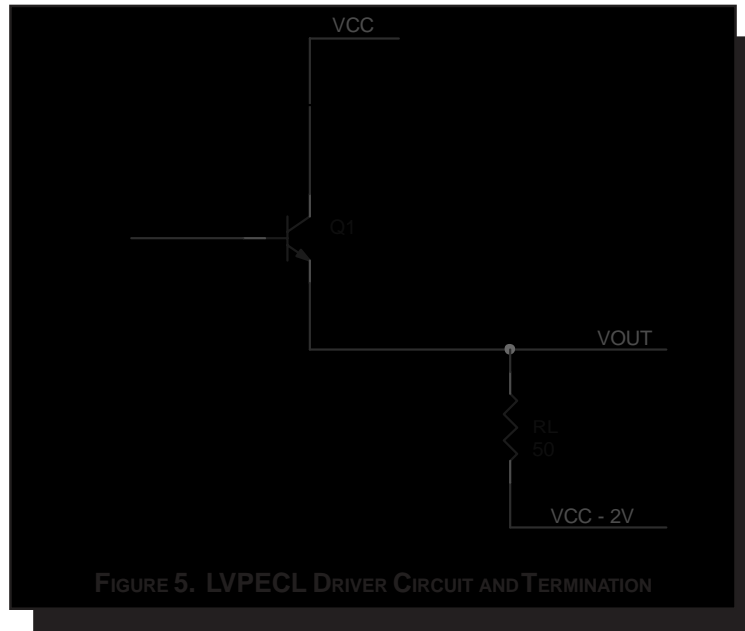 VCC
Q1
VOUT
RL
50
VCC - 2V
FIGURE 5. LVPECL DRIVER CIRCUIT AND TERMINATION